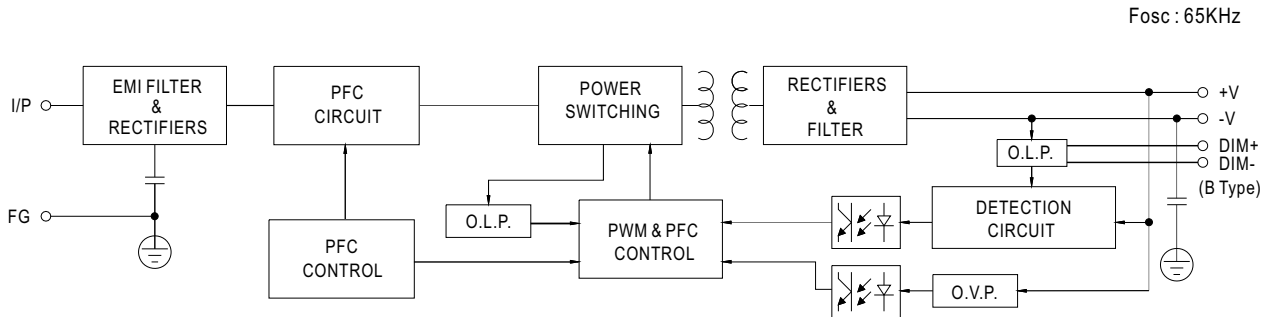 Fosc : 65KHz
I/P
EMI FILTER
&
RECTIFIERS
PFC
CIRCUIT
POWER
SWITCHING
RECTIFIERS
&
FILTER
+V
-V
DIM+
DIM-
(B Type)
O.L.P.
FG
O.L.P.
PFC
CONTROL
PWM & PFC
CONTROL
DETECTION
CIRCUIT
O.V.P.